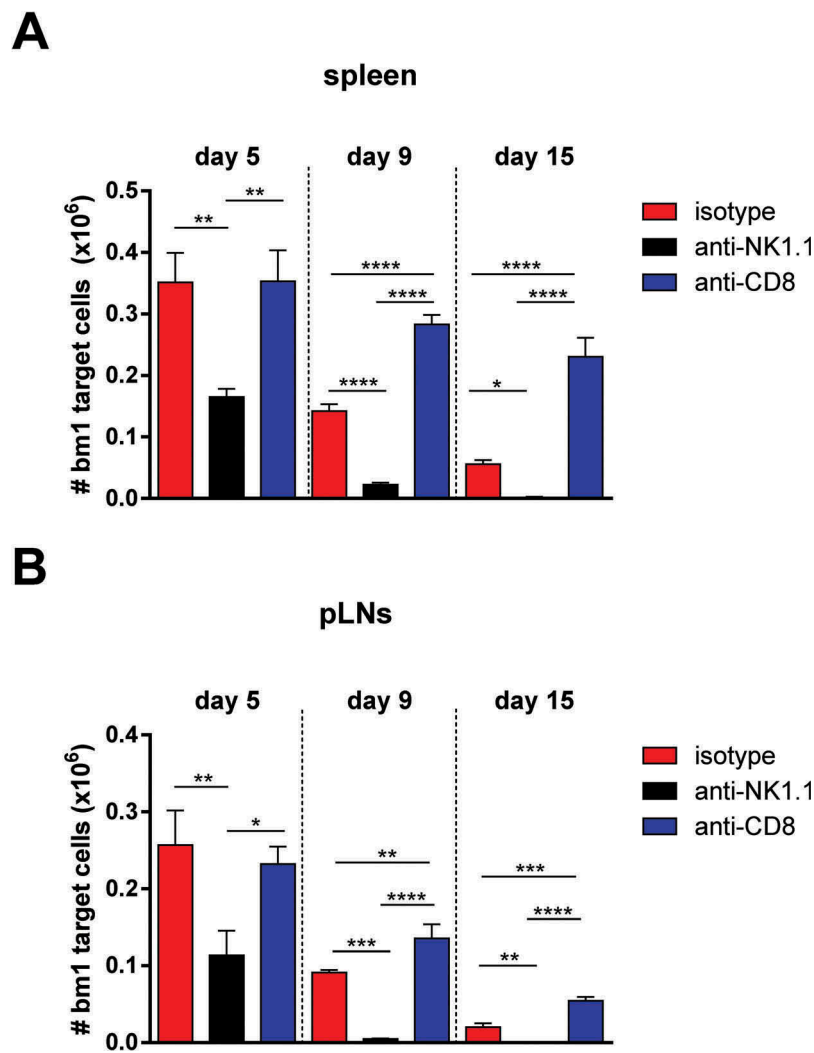 A
spleen
day 5 day 9 day 15
# bm1 target cells (x10⁶)
0.5
0.4
0.3
0.2
0.1
0.0
** **
**** **** ****
**** **** *
isotype
anti-NK1.1
anti-CD8
B
pLNs
day 5 day 9 day 15
# bm1 target cells (x10⁶)
0.4
0.3
0.2
0.1
0.0
** *
** **** ***
*** **** **
isotype
anti-NK1.1
anti-CD8